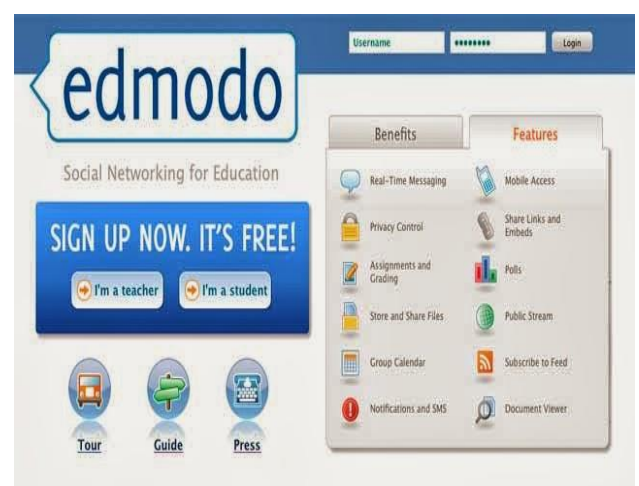 Username
Login
edmodo
Social Networking for Education
SIGN UP NOW. IT'S FREE!
I'm a teacher
I'm a student
Tour
Guide
Press
Benefits
Features
Real-Time Messaging
Mobile Access
Privacy Control
Share Links and
Embeds
Assignments and
Grading
Polls
Store and Share Files
Public Stream
Group Calendar
Subscribe to Feed
Notifications and SMS
Document Viewer